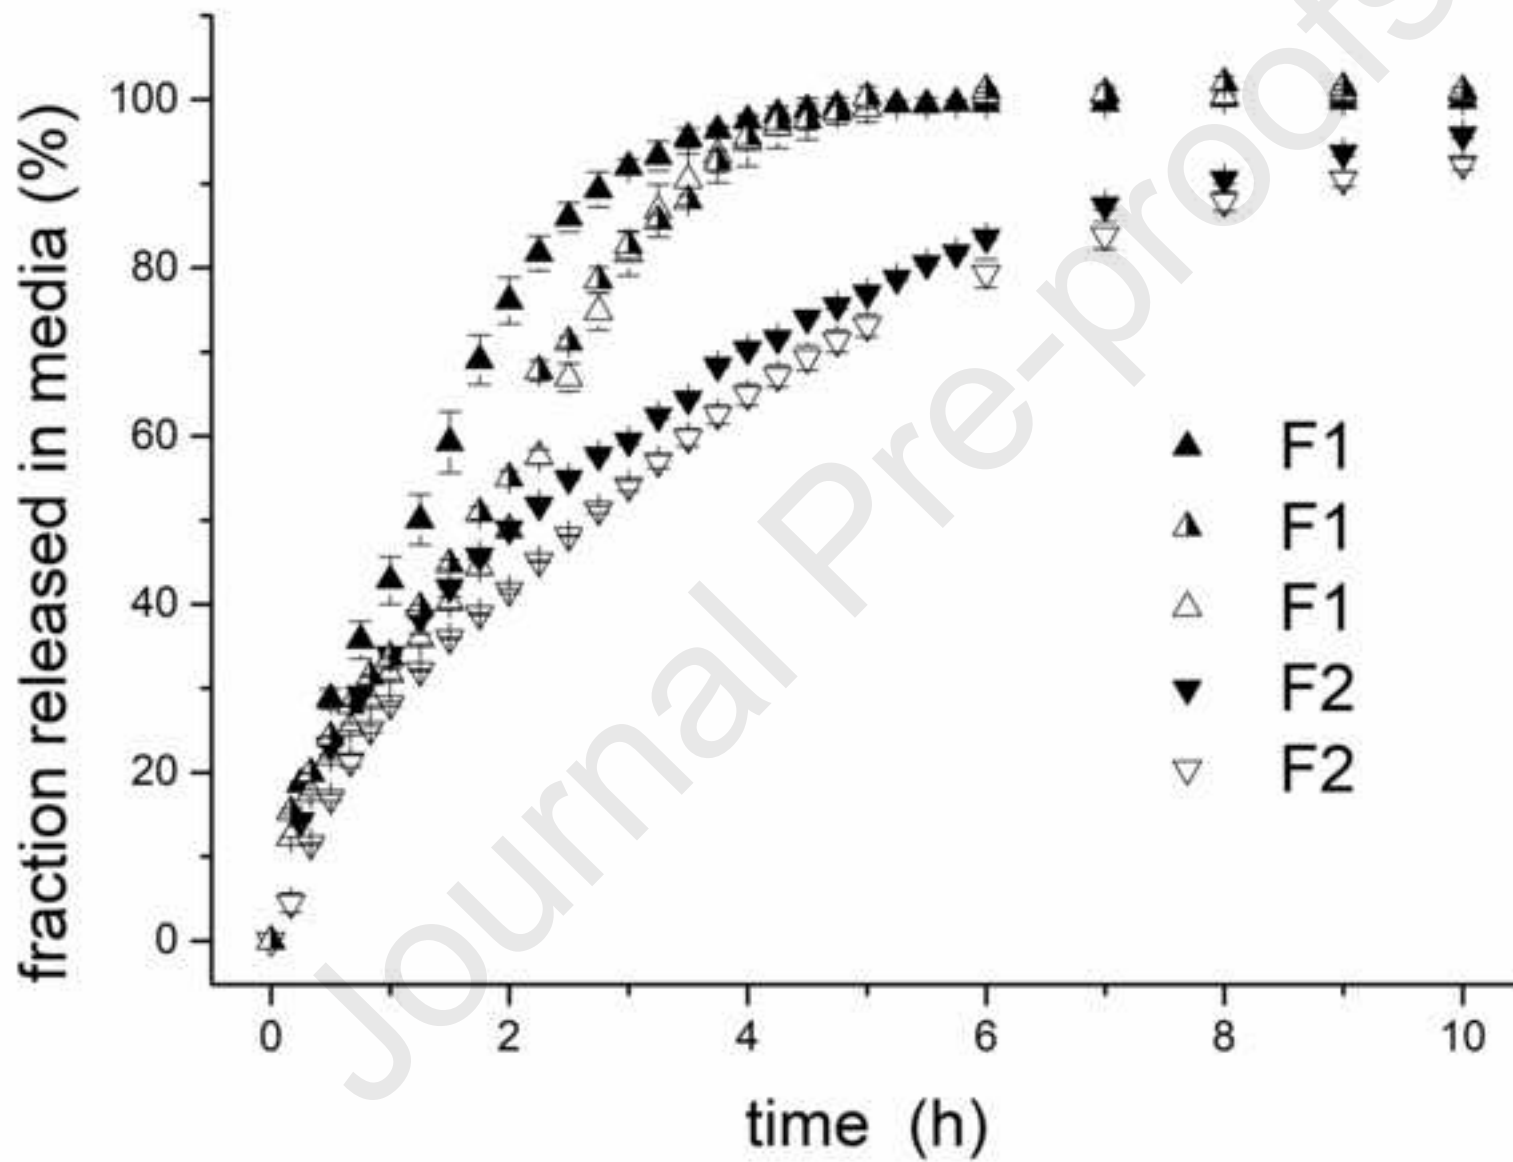 fraction released in media (%)
100
80
60
40
20
0
F1
F1
F1
F2
F2
0 2 4 6 8 10
time (h)
Journal Pre-proofs